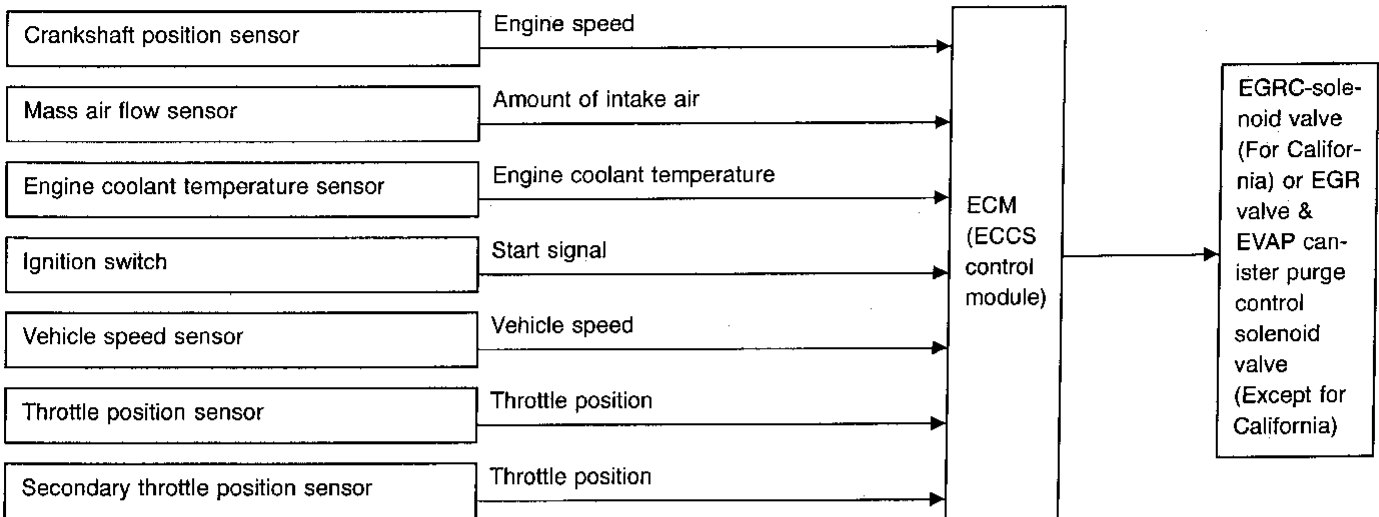 Crankshaft position sensor
Engine speed
Mass air flow sensor
Amount of intake air
Engine coolant temperature sensor
Engine coolant temperature
Ignition switch
Start signal
Vehicle speed sensor
Vehicle speed
Throttle position sensor
Throttle position
Secondary throttle position sensor
Throttle position
ECM
(ECCS
control
module)
EGRC-sole-
noid valve
(For Califor-
nia) or EGR
valve &
EVAP can-
ister purge
control
solenoid
valve
(Except for
California)